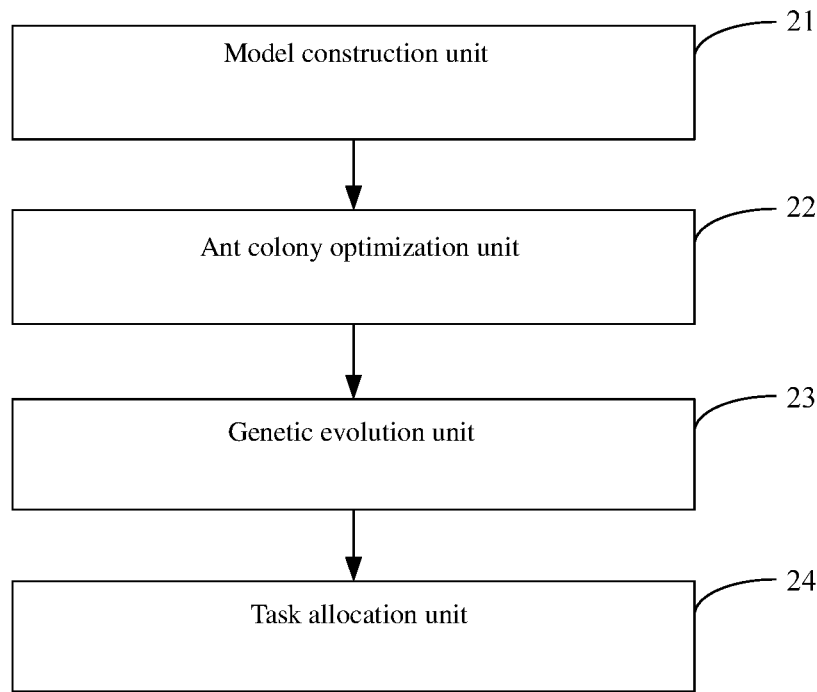 21
Model construction unit
22
Ant colony optimization unit
23
Genetic evolution unit
24
Task allocation unit